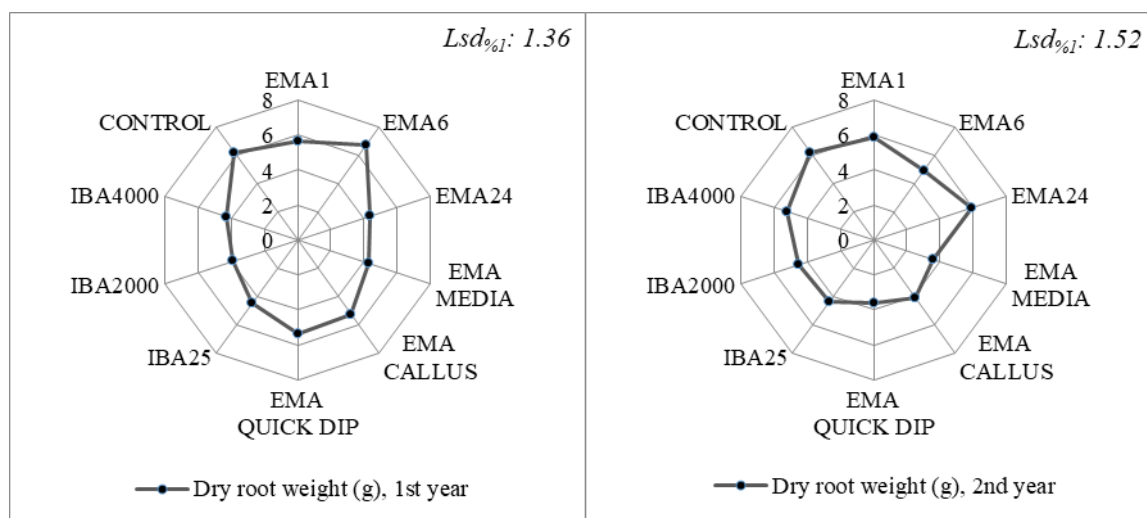 Lsd%1: 1.36
EMA1
8
6
4
2
0
EMA6
EMA24
EMA
MEDIA
EMA
CALLUS
EMA
QUICK DIP
IBA25
IBA2000
IBA4000
CONTROL
Dry root weight (g), 1st year
Lsd%1: 1.52
EMA1
8
6
4
2
0
EMA6
EMA24
EMA
MEDIA
EMA
CALLUS
EMA
QUICK DIP
IBA25
IBA2000
IBA4000
CONTROL
Dry root weight (g), 2nd year